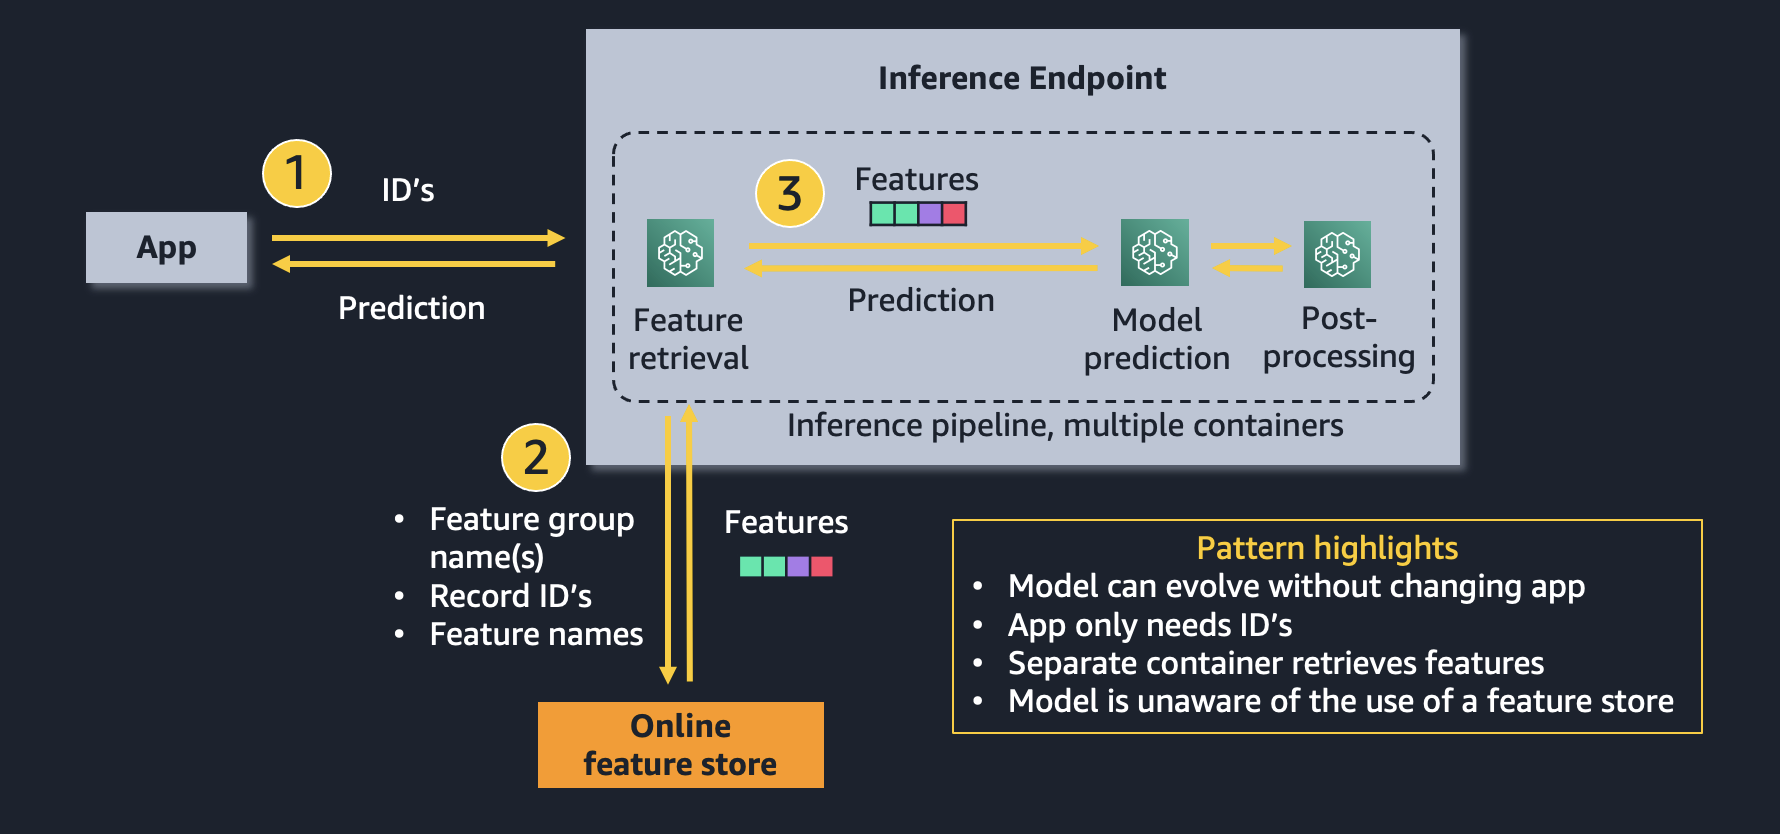 Inference Endpoint
1
ID's
App
Prediction
3
Features
Prediction
Feature
retrieval
Model
prediction
Post-
processing
Inference pipeline, multiple containers
2
• Feature group
name(s)
• Record ID's
• Feature names
Features
Online
feature store
Pattern highlights
• Model can evolve without changing app
• App only needs ID's
• Separate container retrieves features
• Model is unaware of the use of a feature store